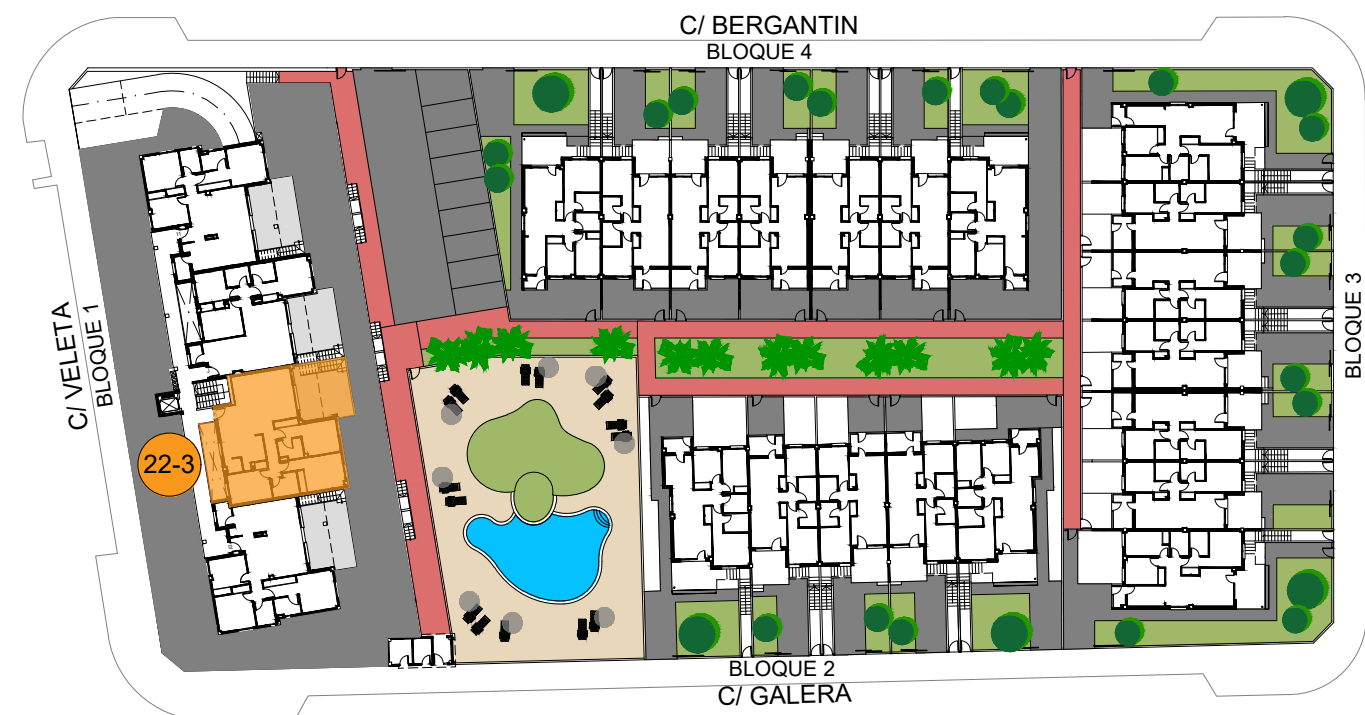 C/ BERGANTIN
BLOQUE 4
C/ VELETA
BLOQUE 1
22-3
BLOQUE 3
BLOQUE 2
C/ GALERA